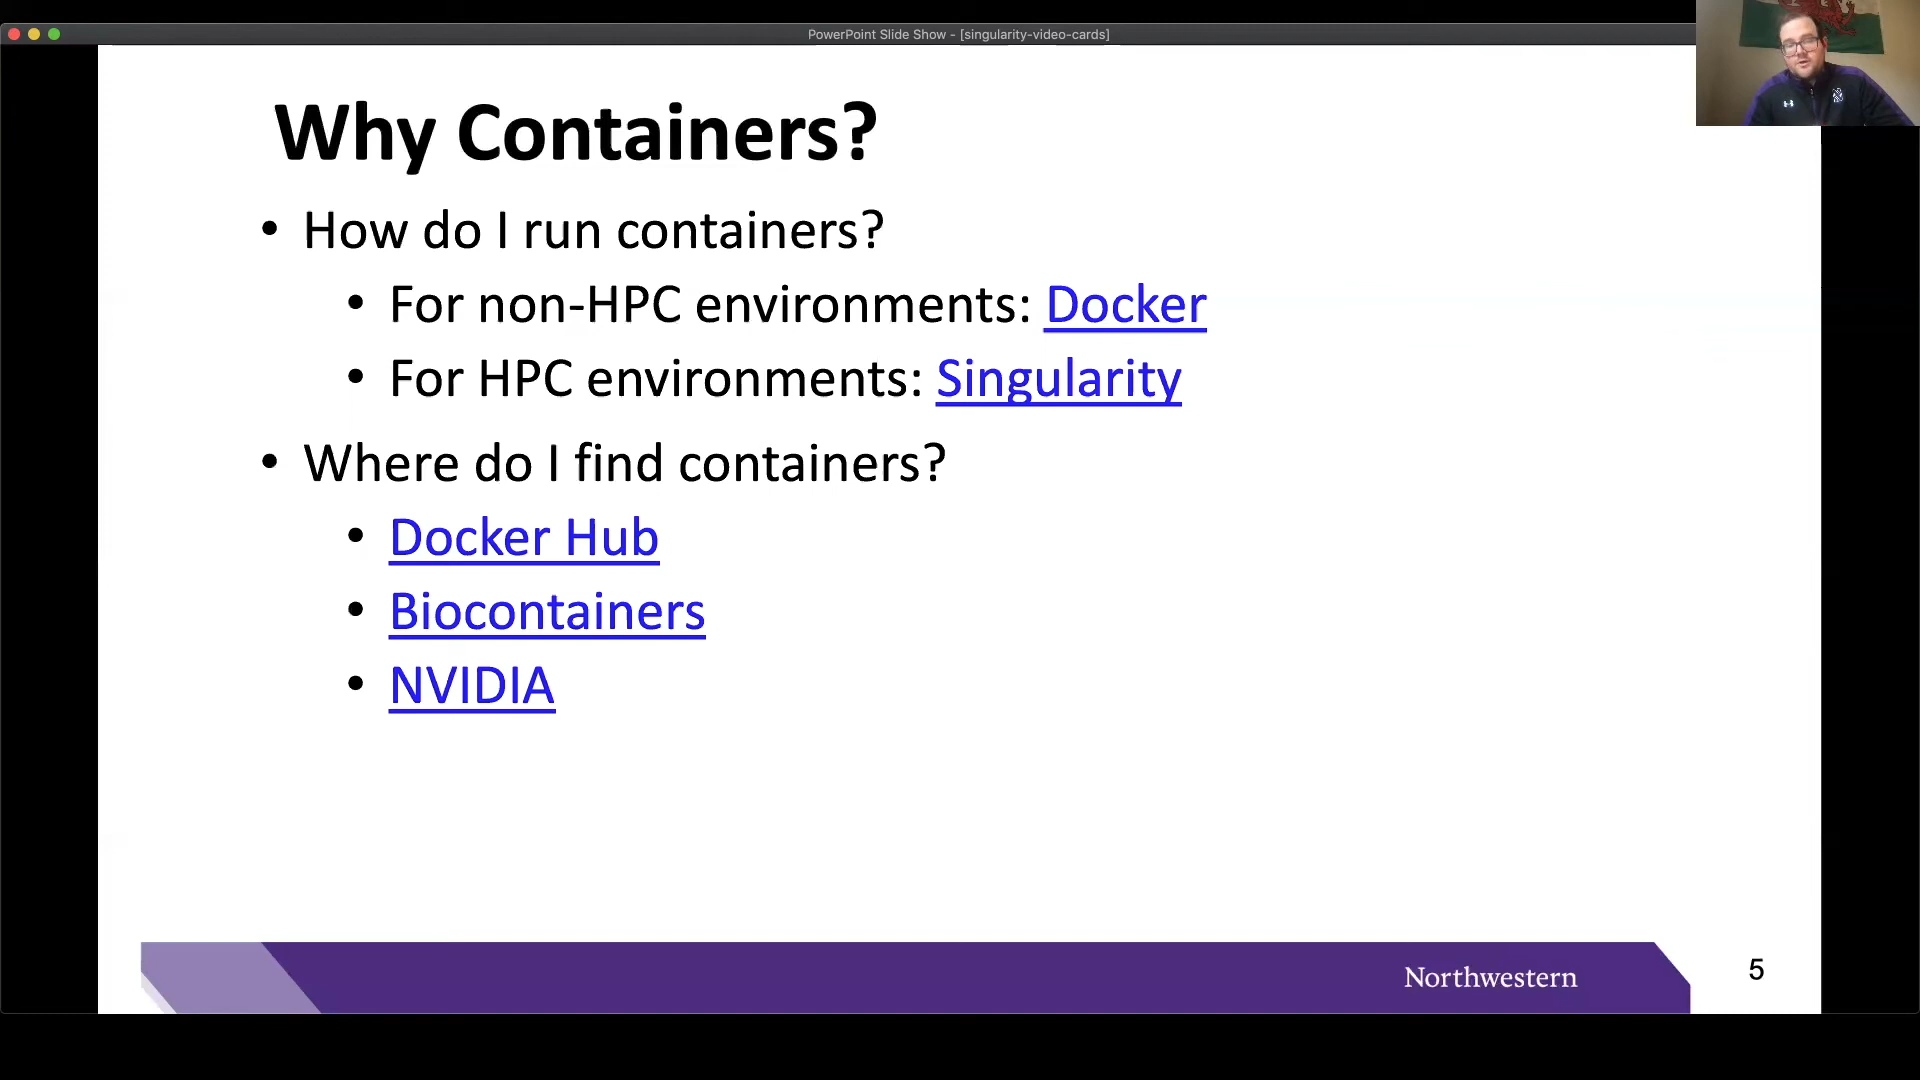 PowerPoint Slide Show - [singularity-video-cards]
Why Containers?
• How do I run containers?
• For non-HPC environments: Docker
• For HPC environments: Singularity
• Where do I find containers?
• Docker Hub
• Biocontainers
• NVIDIA
Northwestern
5